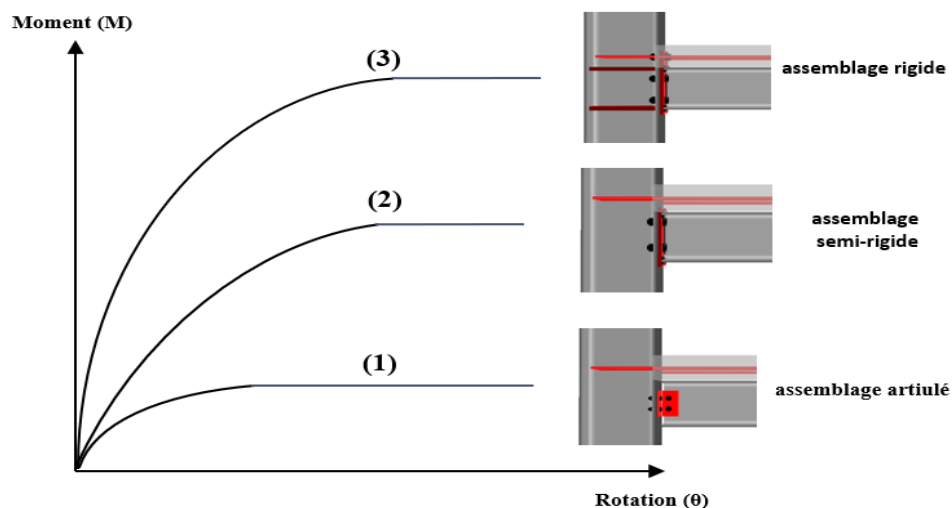 Moment (M)
(3)
assemblage rigide
(2)
assemblage
semi-rigide
(1)
assemblage artiulé
Rotation (θ)